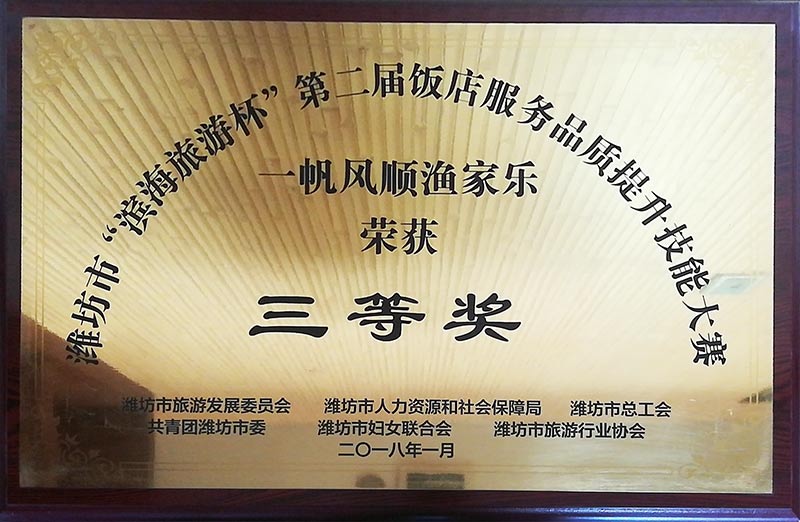 潍坊市“滨海旅游杯”第二届饭店服务品质提升技能大赛
一帆风顺渔家乐
荣获
三等奖
潍坊市旅游发展委员会 潍坊市人力资源和社会保障局 潍坊市总工会
共青团潍坊市委 潍坊市妇女联合会 潍坊市旅游行业协会
二〇一八年一月